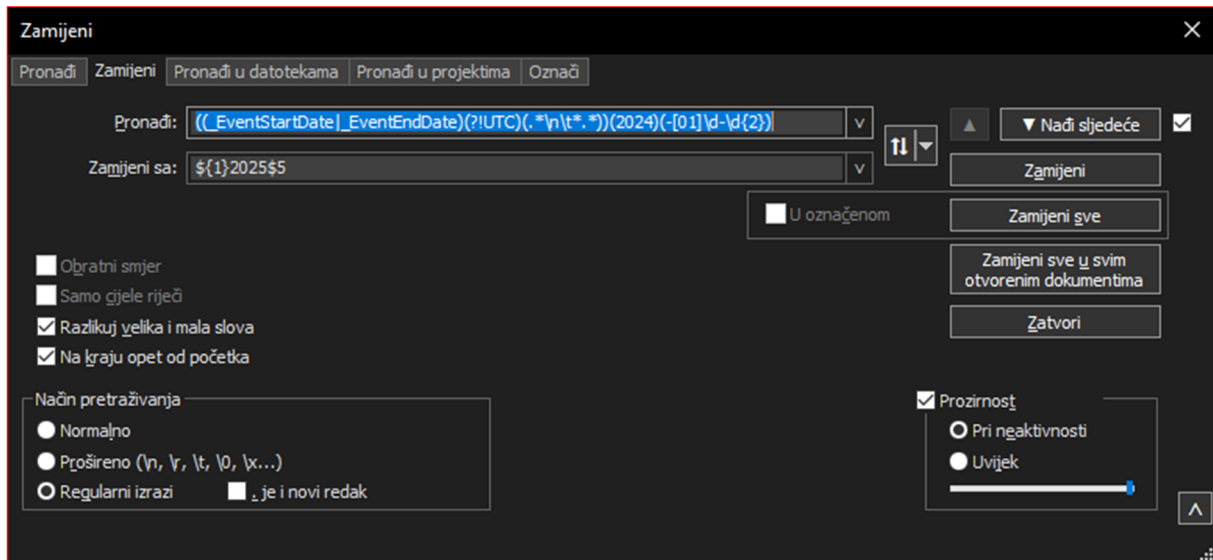 Zamijeni
Pronađi Zamijeni Pronađi u datotekama Pronađi u projektima Označi
Pronađi: ((_EventStartDate|_EventEndDate)(?!UTC)(.*\n\t*.*))(2024)(-[01]\d-\d{2})
▼ Nađi sljedeće
Zamijeni sa: ${1}2025$5
Zamijeni
U označenom
Zamijeni sve
Zamijeni sve u svim
otvorenim dokumentima
Zatvori
Obratni smjer
Samo cijele riječi
Razlikuj velika i mala slova
Na kraju opet od početka
Način pretraživanja
Normalno
Prošireno (\n, \r, \t, \0, \x...)
Regularni izrazi . je i novi redak
Prozirnost
Pri neaktivnosti
Uvijek